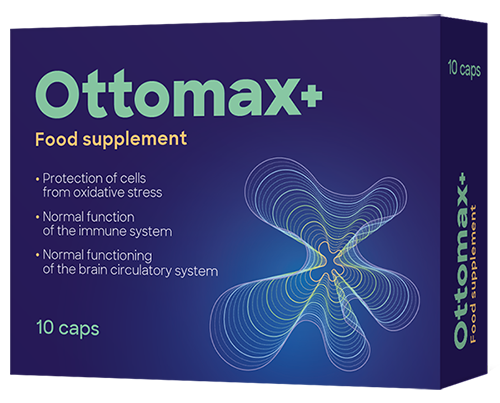 Ottomax+
Food supplement
• Protection of cells
from oxidative stress
• Normal function
of the immune system
• Normal functioning
of the brain circulatory system
10 caps
10 caps
Ottomax+
Food supplement